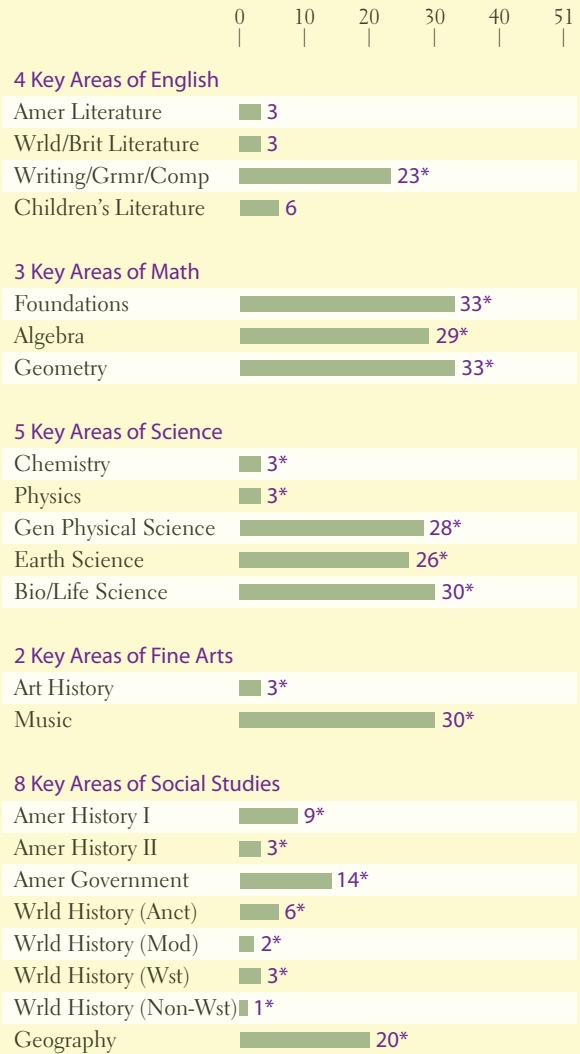 0 10 20 30 40 51
4 Key Areas of English
Amer Literature 3
Wrld/Brit Literature 3
Writing/Grmr/Comp 23*
Children’s Literature 6
3 Key Areas of Math
Foundations 33*
Algebra 29*
Geometry 33*
5 Key Areas of Science
Chemistry 3*
Physics 3*
Gen Physical Science 28*
Earth Science 26*
Bio/Life Science 30*
2 Key Areas of Fine Arts
Art History 3*
Music 30*
8 Key Areas of Social Studies
Amer History I 9*
Amer History II 3*
Amer Government 14*
Wrld History (Anct) 6*
Wrld History (Mod) 2*
Wrld History (Wst) 3*
Wrld History (Non-Wst) 1*
Geography 20*